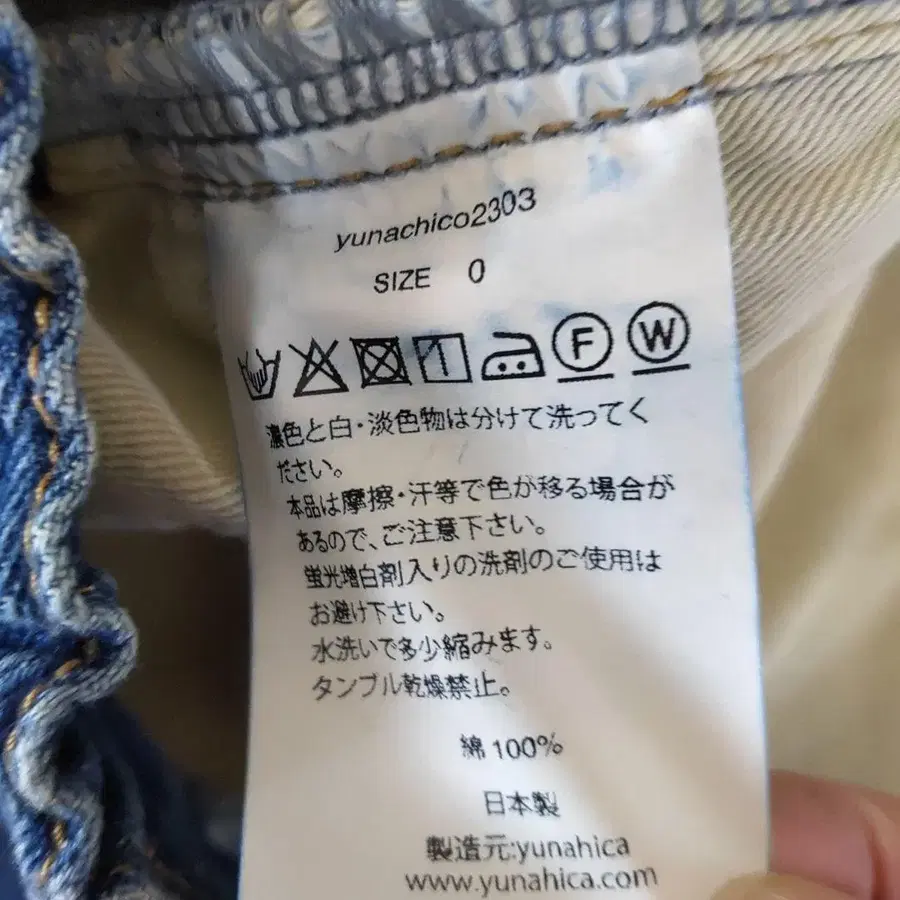 yunachico2303
SIZE 0
F W
濃色と白・淡色物は分けて洗ってく
ださい。
本品は摩擦・汗等で色が移る場合が
あるので、ご注意下さい。
蛍光増白剤入りの洗剤のご使用は
お避け下さい。
水洗いで多少縮みます。
タンブル乾燥禁止。
綿 100%
日本製
製造元:yunahica
www.yunahica.com